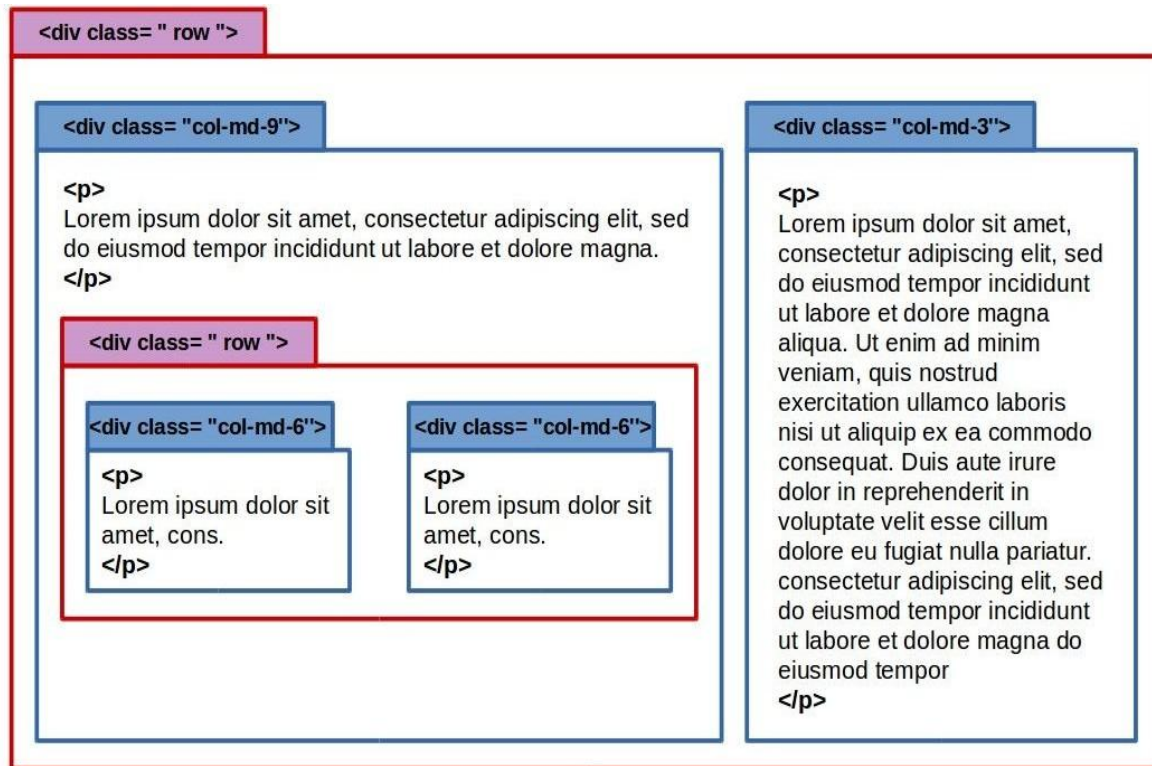 <div class= " row ">
<div class= "col-md-9">
<p>
Lorem ipsum dolor sit amet, consectetur adipiscing elit, sed
do eiusmod tempor incididunt ut labore et dolore magna.
</p>
<div class= " row ">
<div class= "col-md-6">
<p>
Lorem ipsum dolor sit
amet, cons.
</p>
<div class= "col-md-6">
<p>
Lorem ipsum dolor sit
amet, cons.
</p>
<div class= "col-md-3">
<p>
Lorem ipsum dolor sit amet,
consectetur adipiscing elit, sed
do eiusmod tempor incididunt
ut labore et dolore magna
aliqua. Ut enim ad minim
veniam, quis nostrud
exercitation ullamco laboris
nisi ut aliquip ex ea commodo
consequat. Duis aute irure
dolor in reprehenderit in
voluptate velit esse cillum
dolore eu fugiat nulla pariatur.
consectetur adipiscing elit, sed
do eiusmod tempor incididunt
ut labore et dolore magna do
eiusmod tempor
</p>